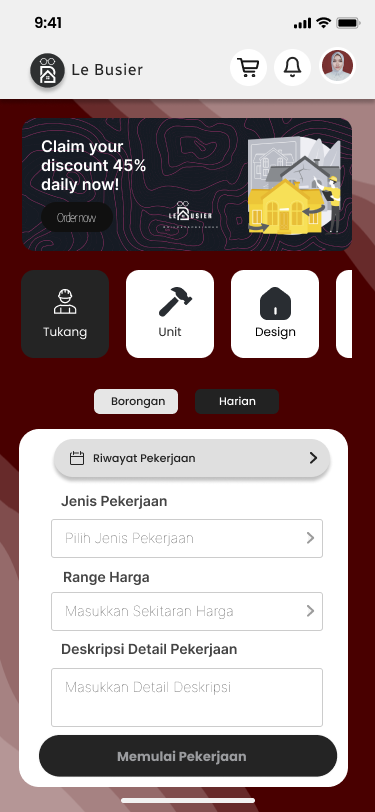 9:41
Le Busier
Claim your
discount 45%
daily now!
Order now
LE BUSIER
Tukang
Unit
Design
Borongan
Harian
Riwayat Pekerjaan
Jenis Pekerjaan
Pilih Jenis Pekerjaan
Range Harga
Masukkan Sekitaran Harga
Deskripsi Detail Pekerjaan
Masukkan Detail Deskripsi
Memulai Pekerjaan